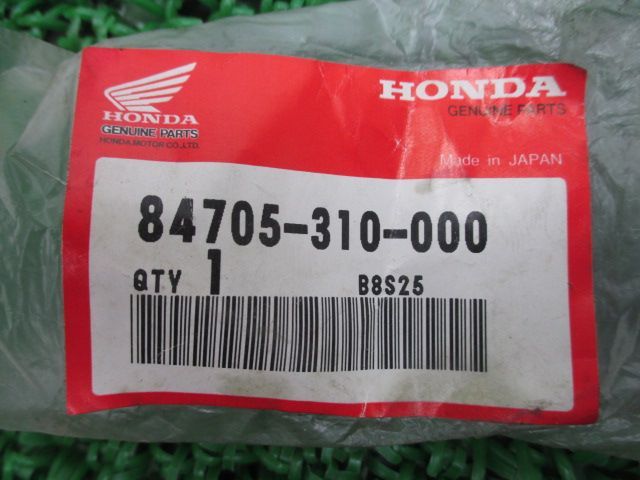 HONDA
GENUINE PARTS
HONDA MOTOR CO.,LTD.
HONDA
GENUINE PARTS
Made in JAPAN
84705-310-000
QTY 1 B8S25